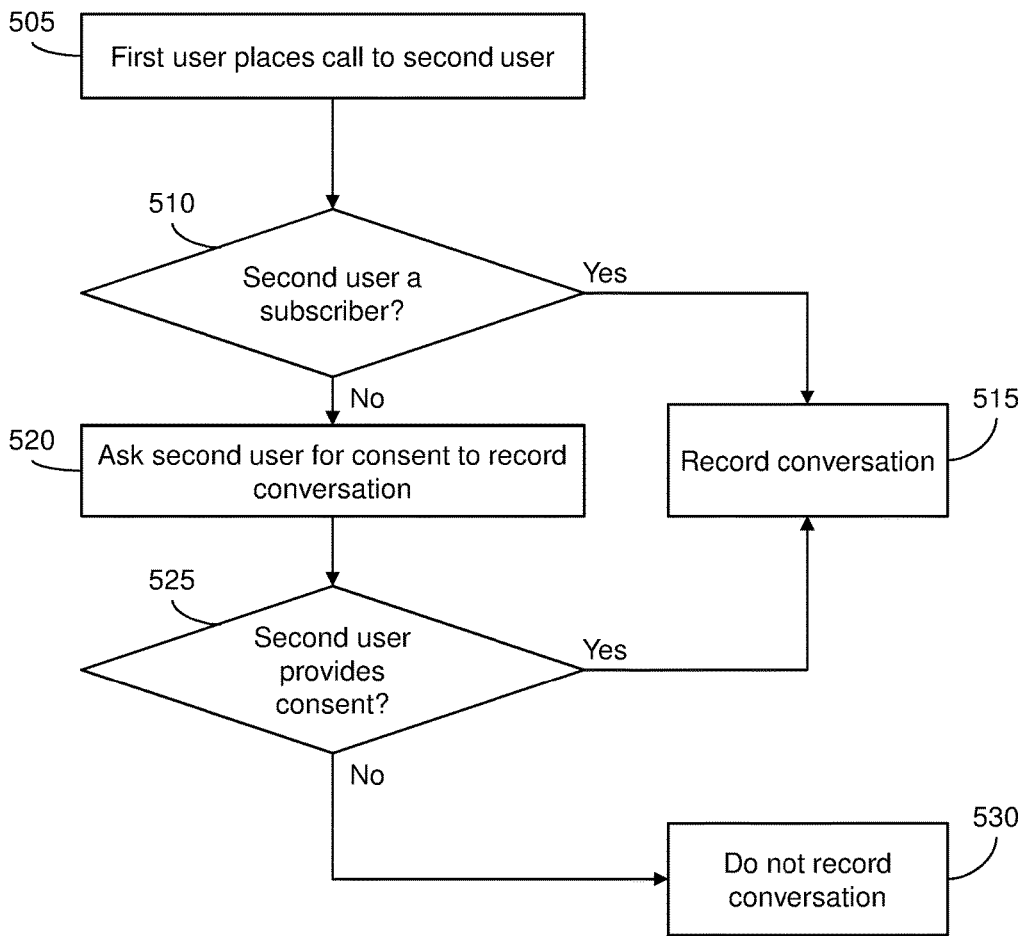 505
First user places call to second user
510
Second user a
subscriber?
Yes
No
515
Record conversation
520
Ask second user for consent to record
conversation
525
Second user
provides
consent?
Yes
No
530
Do not record
conversation